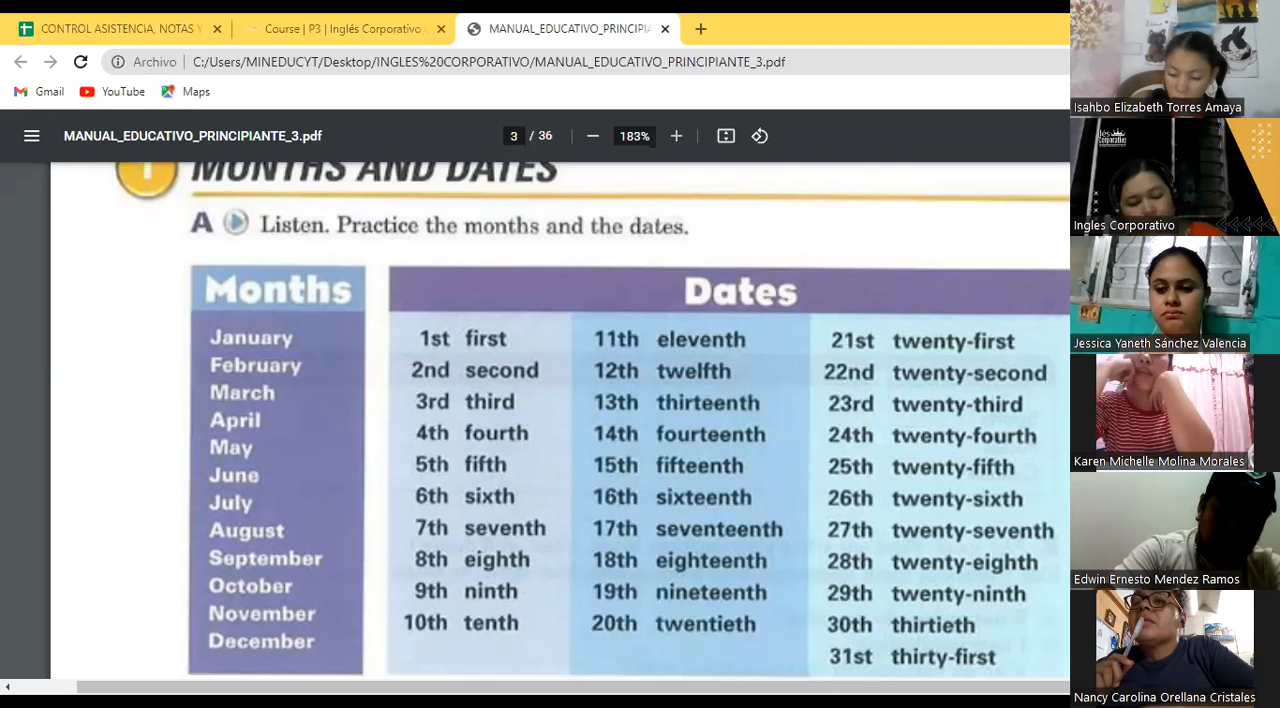 CONTROL ASISTENCIA, NOTAS Y
Course | P3 | Inglés Corporativo
MANUAL_EDUCATIVO_PRINCIPIA
Archivo
C:/Users/MINEDUCYT/Desktop/INGLES%20CORPORATIVO/MANUAL_EDUCATIVO_PRINCIPIANTE_3.pdf
Gmail YouTube Maps
MANUAL_EDUCATIVO_PRINCIPIANTE_3.pdf
3 / 36
183%
1 MONTHS AND DATES
A Listen. Practice the months and the dates.
Months
January
February
March
April
May
June
July
August
September
October
November
December
Dates
1st first
2nd second
3rd third
4th fourth
5th fifth
6th sixth
7th seventh
8th eighth
9th ninth
10th tenth
11th eleventh
12th twelfth
13th thirteenth
14th fourteenth
15th fifteenth
16th sixteenth
17th seventeenth
18th eighteenth
19th nineteenth
20th twentieth
21st twenty-first
22nd twenty-second
23rd twenty-third
24th twenty-fourth
25th twenty-fifth
26th twenty-sixth
27th twenty-seventh
28th twenty-eighth
29th twenty-ninth
30th thirtieth
31st thirty-first
Isahbo Elizabeth Torres Amaya
Corporativo
Ingles Corporativo
Jessica Yaneth Sánchez Valencia
Karen Michelle Molina Morales
Edwin Ernesto Mendez Ramos
Nancy Carolina Orellana Cristales